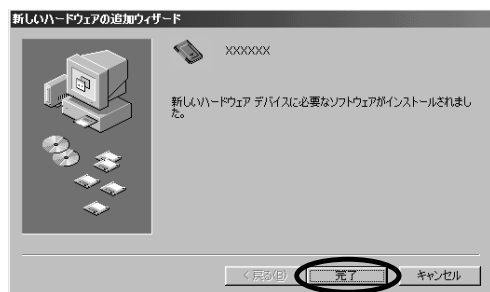 新しいハードウェアの追加ウィザード
XXXXXX
新しいハードウェア デバイスに必要なソフトウェアがインストールされまし
た。
< 戻る(B)
完了
キャンセル